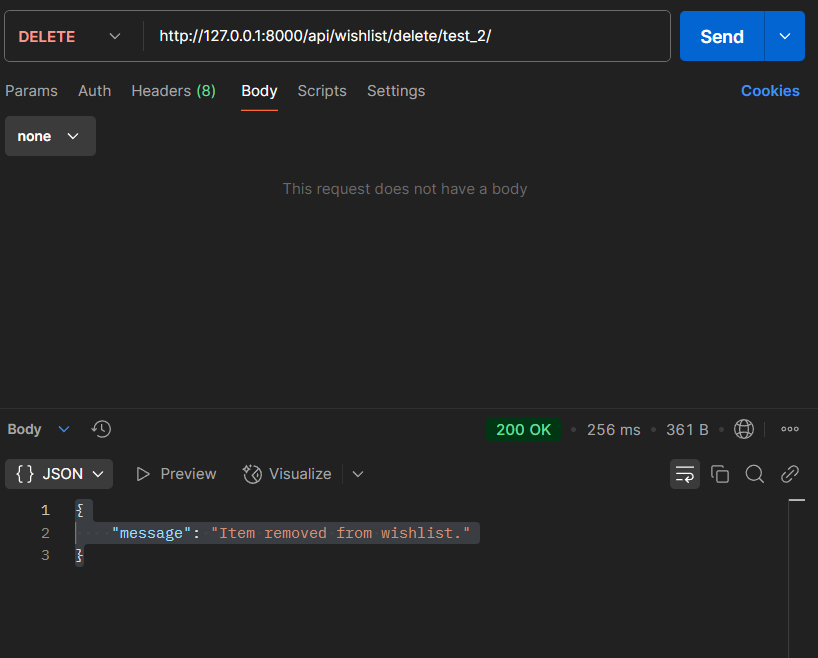 DELETE http://127.0.0.1:8000/api/wishlist/delete/test_2/ Send
Params Auth Headers (8) Body Scripts Settings Cookies
none
This request does not have a body
Body 200 OK • 256 ms • 361 B •
{} JSON Preview Visualize
1 {
2 "message": "Item removed from wishlist."
3 }